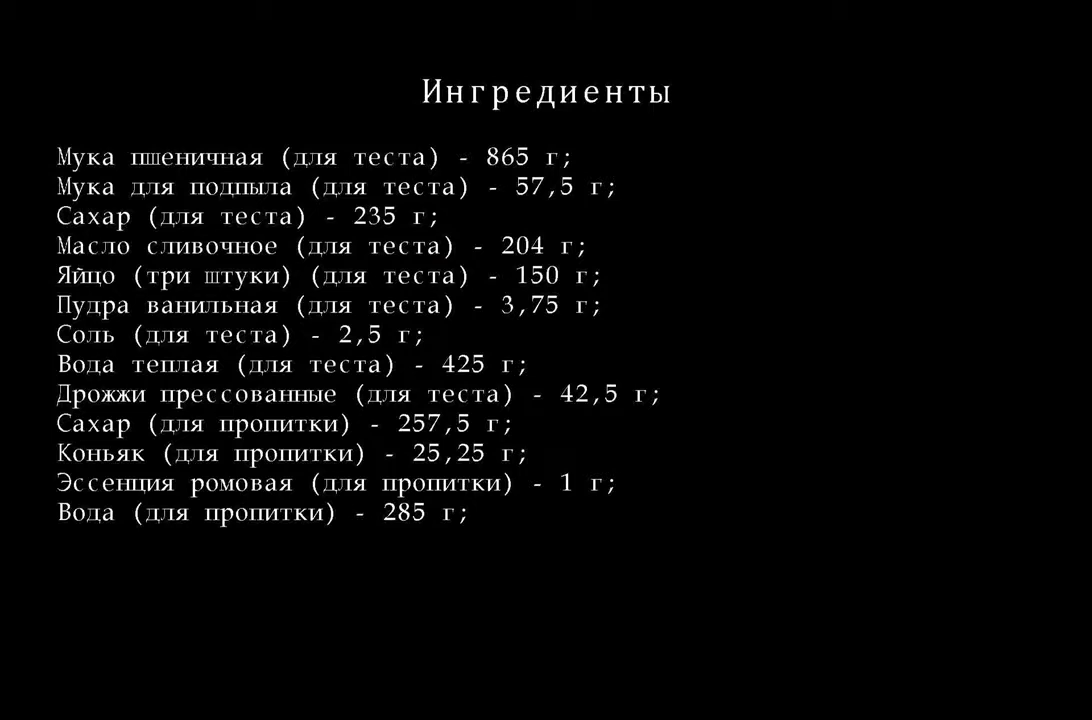 Ингредиенты
Мука пшеничная (для теста) - 865 г;
Мука для подпыла (для теста) - 57,5 г;
Сахар (для теста) - 235 г;
Масло сливочное (для теста) - 204 г;
Яйцо (три штуки) (для теста) - 150 г;
Пудра ванильная (для теста) - 3,75 г;
Соль (для теста) - 2,5 г;
Вода теплая (для теста) - 425 г;
Дрожжи прессованные (для теста) - 42,5 г;
Сахар (для пропитки) - 257,5 г;
Коньяк (для пропитки) - 25,25 г;
Эссенция ромовая (для пропитки) - 1 г;
Вода (для пропитки) - 285 г;